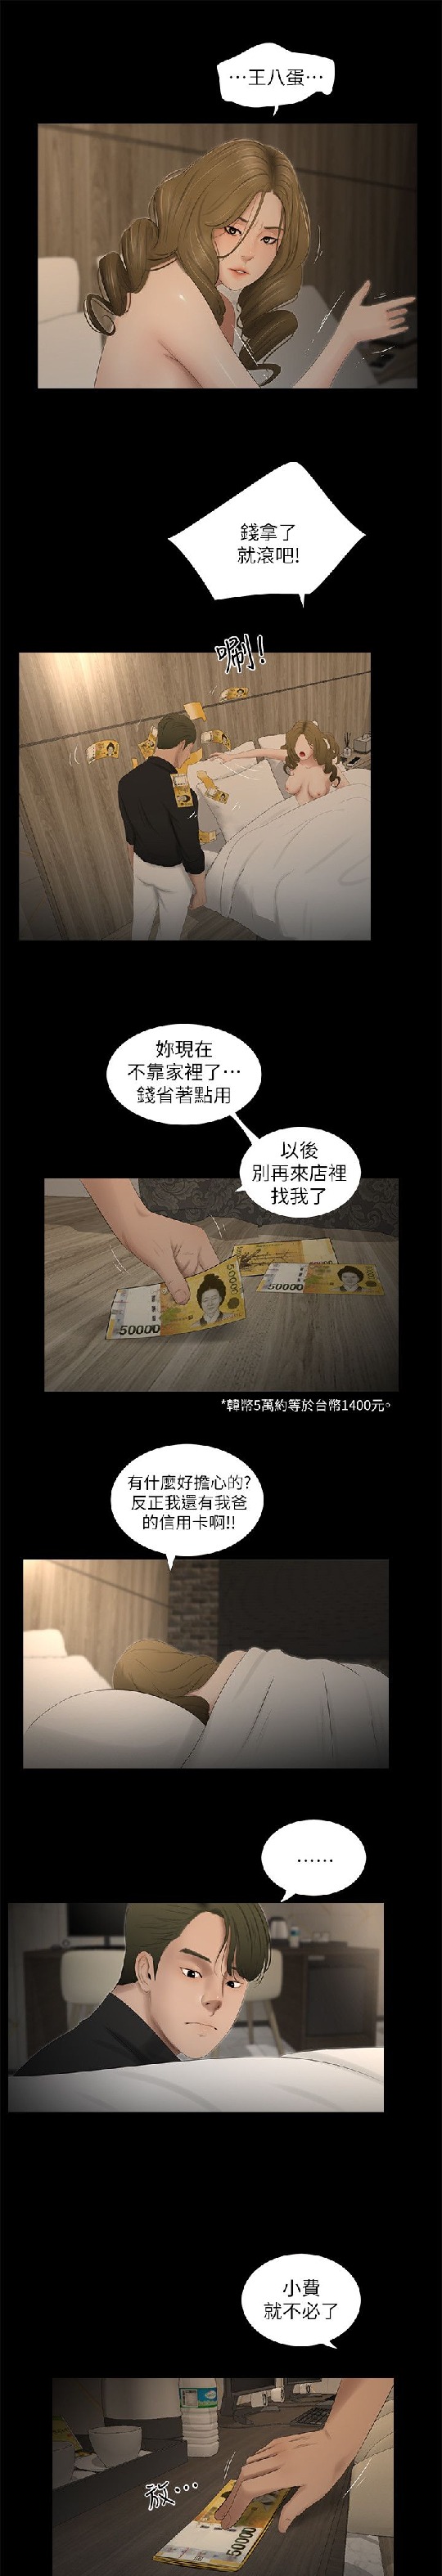 …王八蛋…
錢拿了
就滾吧!
唰!
妳現在
不靠家裡了…
錢省著點用
以後
別再來店裡
找我了
50000
50000
50000
*韓幣5萬約等於台幣1400元。
有什麼好擔心的?
反正我還有我爸
的信用卡啊!!
……
小費
就不必了
放…
50000